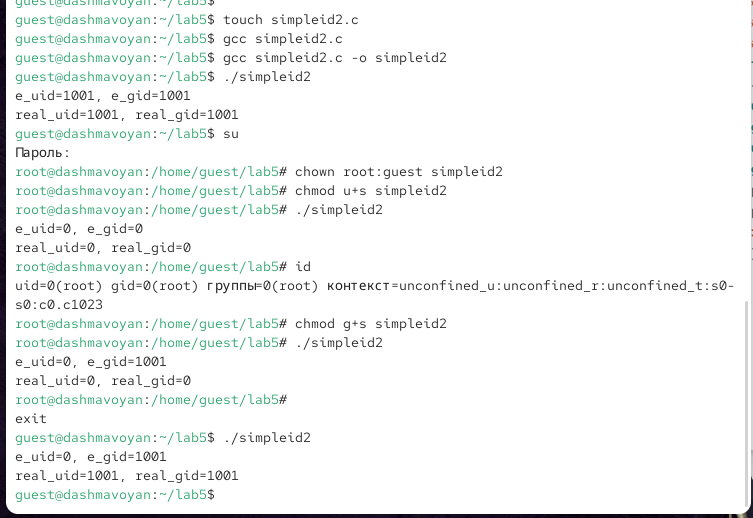 guest@dashmavoyan:~/lab5$
guest@dashmavoyan:~/lab5$ touch simpleid2.c
guest@dashmavoyan:~/lab5$ gcc simpleid2.c
guest@dashmavoyan:~/lab5$ gcc simpleid2.c -o simpleid2
guest@dashmavoyan:~/lab5$ ./simpleid2
e_uid=1001, e_gid=1001
real_uid=1001, real_gid=1001
guest@dashmavoyan:~/lab5$ su
Пароль:
root@dashmavoyan:/home/guest/lab5# chown root:guest simpleid2
root@dashmavoyan:/home/guest/lab5# chmod u+s simpleid2
root@dashmavoyan:/home/guest/lab5# ./simpleid2
e_uid=0, e_gid=0
real_uid=0, real_gid=0
root@dashmavoyan:/home/guest/lab5# id
uid=0(root) gid=0(root) группы=0(root) контекст=unconfined_u:unconfined_r:unconfined_t:s0-
s0:c0.c1023
root@dashmavoyan:/home/guest/lab5# chmod g+s simpleid2
root@dashmavoyan:/home/guest/lab5# ./simpleid2
e_uid=0, e_gid=1001
real_uid=0, real_gid=0
root@dashmavoyan:/home/guest/lab5#
exit
guest@dashmavoyan:~/lab5$ ./simpleid2
e_uid=0, e_gid=1001
real_uid=1001, real_gid=1001
guest@dashmavoyan:~/lab5$